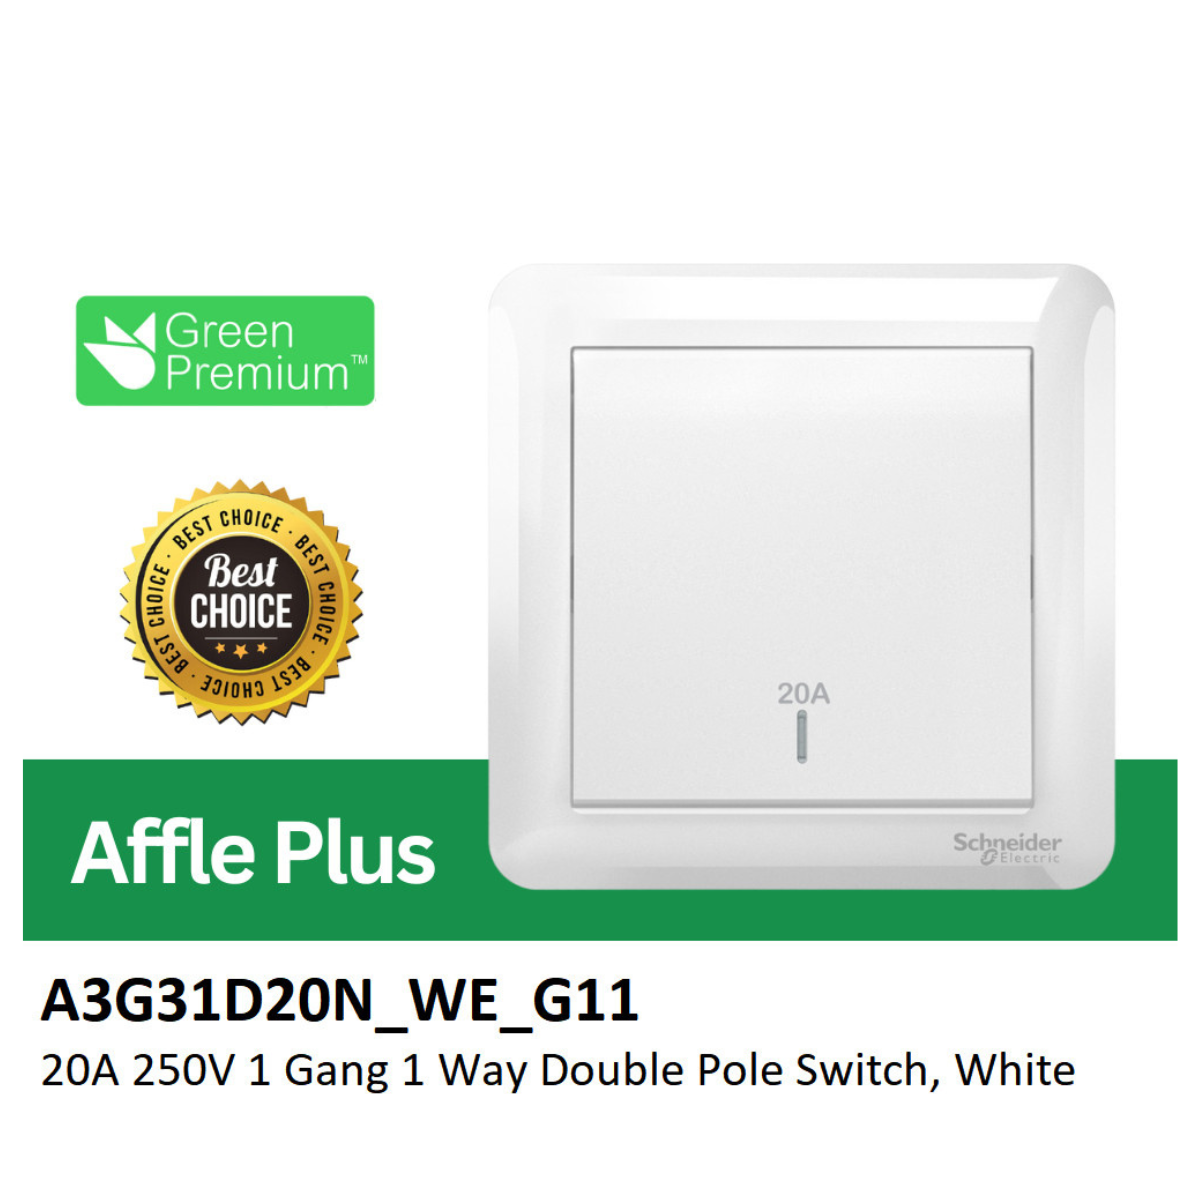 Green
Premium™
BEST CHOICE · BEST CHOICE · BEST CHOICE · BEST CHOICE ·
Best
CHOICE
20A
Schneider
Electric
Affle Plus
A3G31D20N_WE_G11
20A 250V 1 Gang 1 Way Double Pole Switch, White